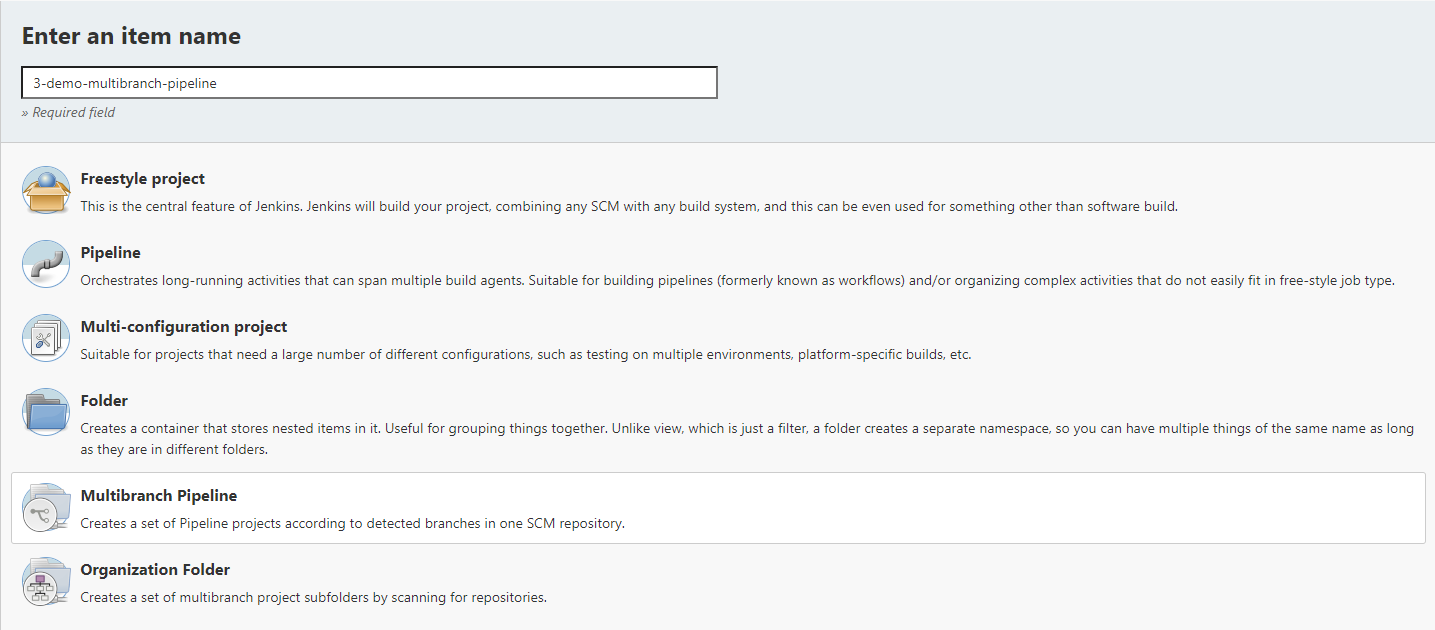 Enter an item name
3-demo-multibranch-pipeline
» Required field
Freestyle project
This is the central feature of Jenkins. Jenkins will build your project, combining any SCM with any build system, and this can be even used for something other than software build.
Pipeline
Orchestrates long-running activities that can span multiple build agents. Suitable for building pipelines (formerly known as workflows) and/or organizing complex activities that do not easily fit in free-style job type.
Multi-configuration project
Suitable for projects that need a large number of different configurations, such as testing on multiple environments, platform-specific builds, etc.
Folder
Creates a container that stores nested items in it. Useful for grouping things together. Unlike view, which is just a filter, a folder creates a separate namespace, so you can have multiple things of the same name as long
as they are in different folders.
Multibranch Pipeline
Creates a set of Pipeline projects according to detected branches in one SCM repository.
Organization Folder
Creates a set of multibranch project subfolders by scanning for repositories.